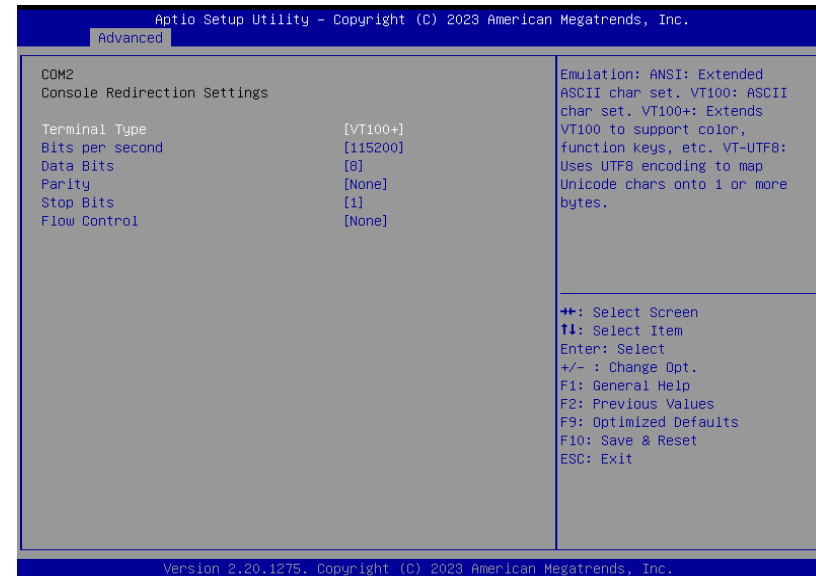 Aptio Setup Utility – Copyright (C) 2023 American Megatrends, Inc.
Advanced
COM2
Console Redirection Settings
Terminal Type [VT100+]
Bits per second [115200]
Data Bits [8]
Parity [None]
Stop Bits [1]
Flow Control [None]
Emulation: ANSI: Extended
ASCII char set. VT100: ASCII
char set. VT100+: Extends
VT100 to support color,
function keys, etc. VT-UTF8:
Uses UTF8 encoding to map
Unicode chars onto 1 or more
bytes.
→←: Select Screen
↑↓: Select Item
Enter: Select
+/- : Change Opt.
F1: General Help
F2: Previous Values
F9: Optimized Defaults
F10: Save & Reset
ESC: Exit
Version 2.20.1275. Copyright (C) 2023 American Megatrends, Inc.